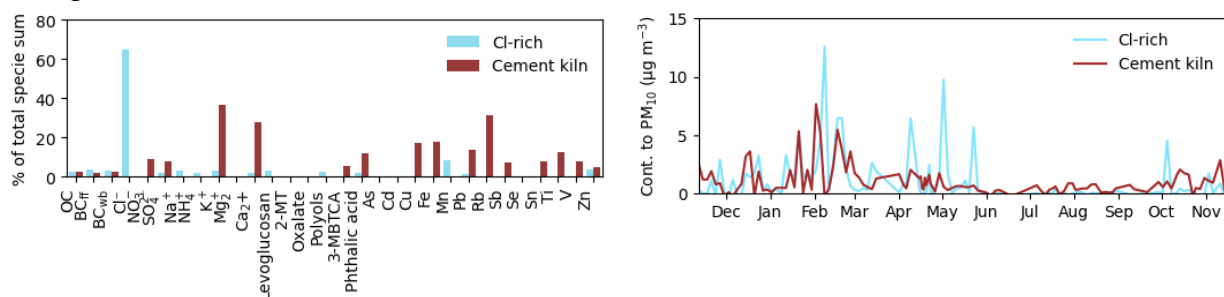 % of total specie sum
80
60
40
20
0
Cl-rich
Cement kiln
OC
BC_ff
BC_wb
Cl⁻
NO₃⁻
SO₄²⁻
Na⁺
NH₄⁺
K⁺
Mg₂⁺
Ca₂+
Levoglucosan
2-MT
Oxalate
Polyols
3-MBTCA
Phthalic acid
As
Cd
Cu
Fe
Mn
Pb
Rb
Sb
Se
Sn
Ti
V
Zn
Cont. to PM₁₀ (µg m⁻³)
15
10
5
0
Cl-rich
Cement kiln
Dec Jan Feb Mar Apr May Jun Jul Aug Sep Oct Nov